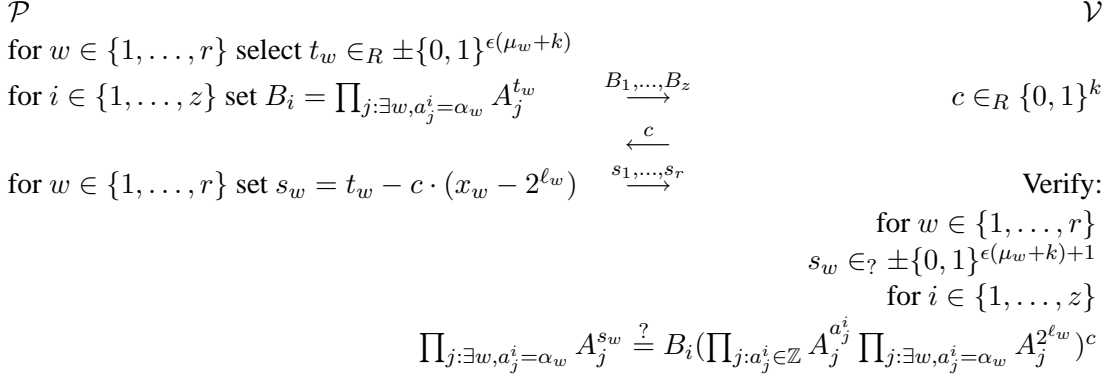 𝒫 𝒱
for w ∈ {1, . . . , r} select t_w ∈_R ±{0, 1}^{ϵ(μ_w+k)}
for i ∈ {1, . . . , z} set B_i = ∏_{j:∃w,a_j^i=α_w} A_j^{t_w} B_1,...,B_z ⟶ c ∈_R {0, 1}^k
c ⟵
for w ∈ {1, . . . , r} set s_w = t_w − c · (x_w − 2^{ℓ_w}) s_1,...,s_r ⟶ Verify:
for w ∈ {1, . . . , r}
s_w ∈_? ±{0, 1}^{ϵ(μ_w+k)+1}
for i ∈ {1, . . . , z}
∏_{j:∃w,a_j^i=α_w} A_j^{s_w} =^? B_i(∏_{j:a_j^i∈ℤ} A_j^{a_j^i} ∏_{j:∃w,a_j^i=α_w} A_j^{2^{ℓ_w}})^c